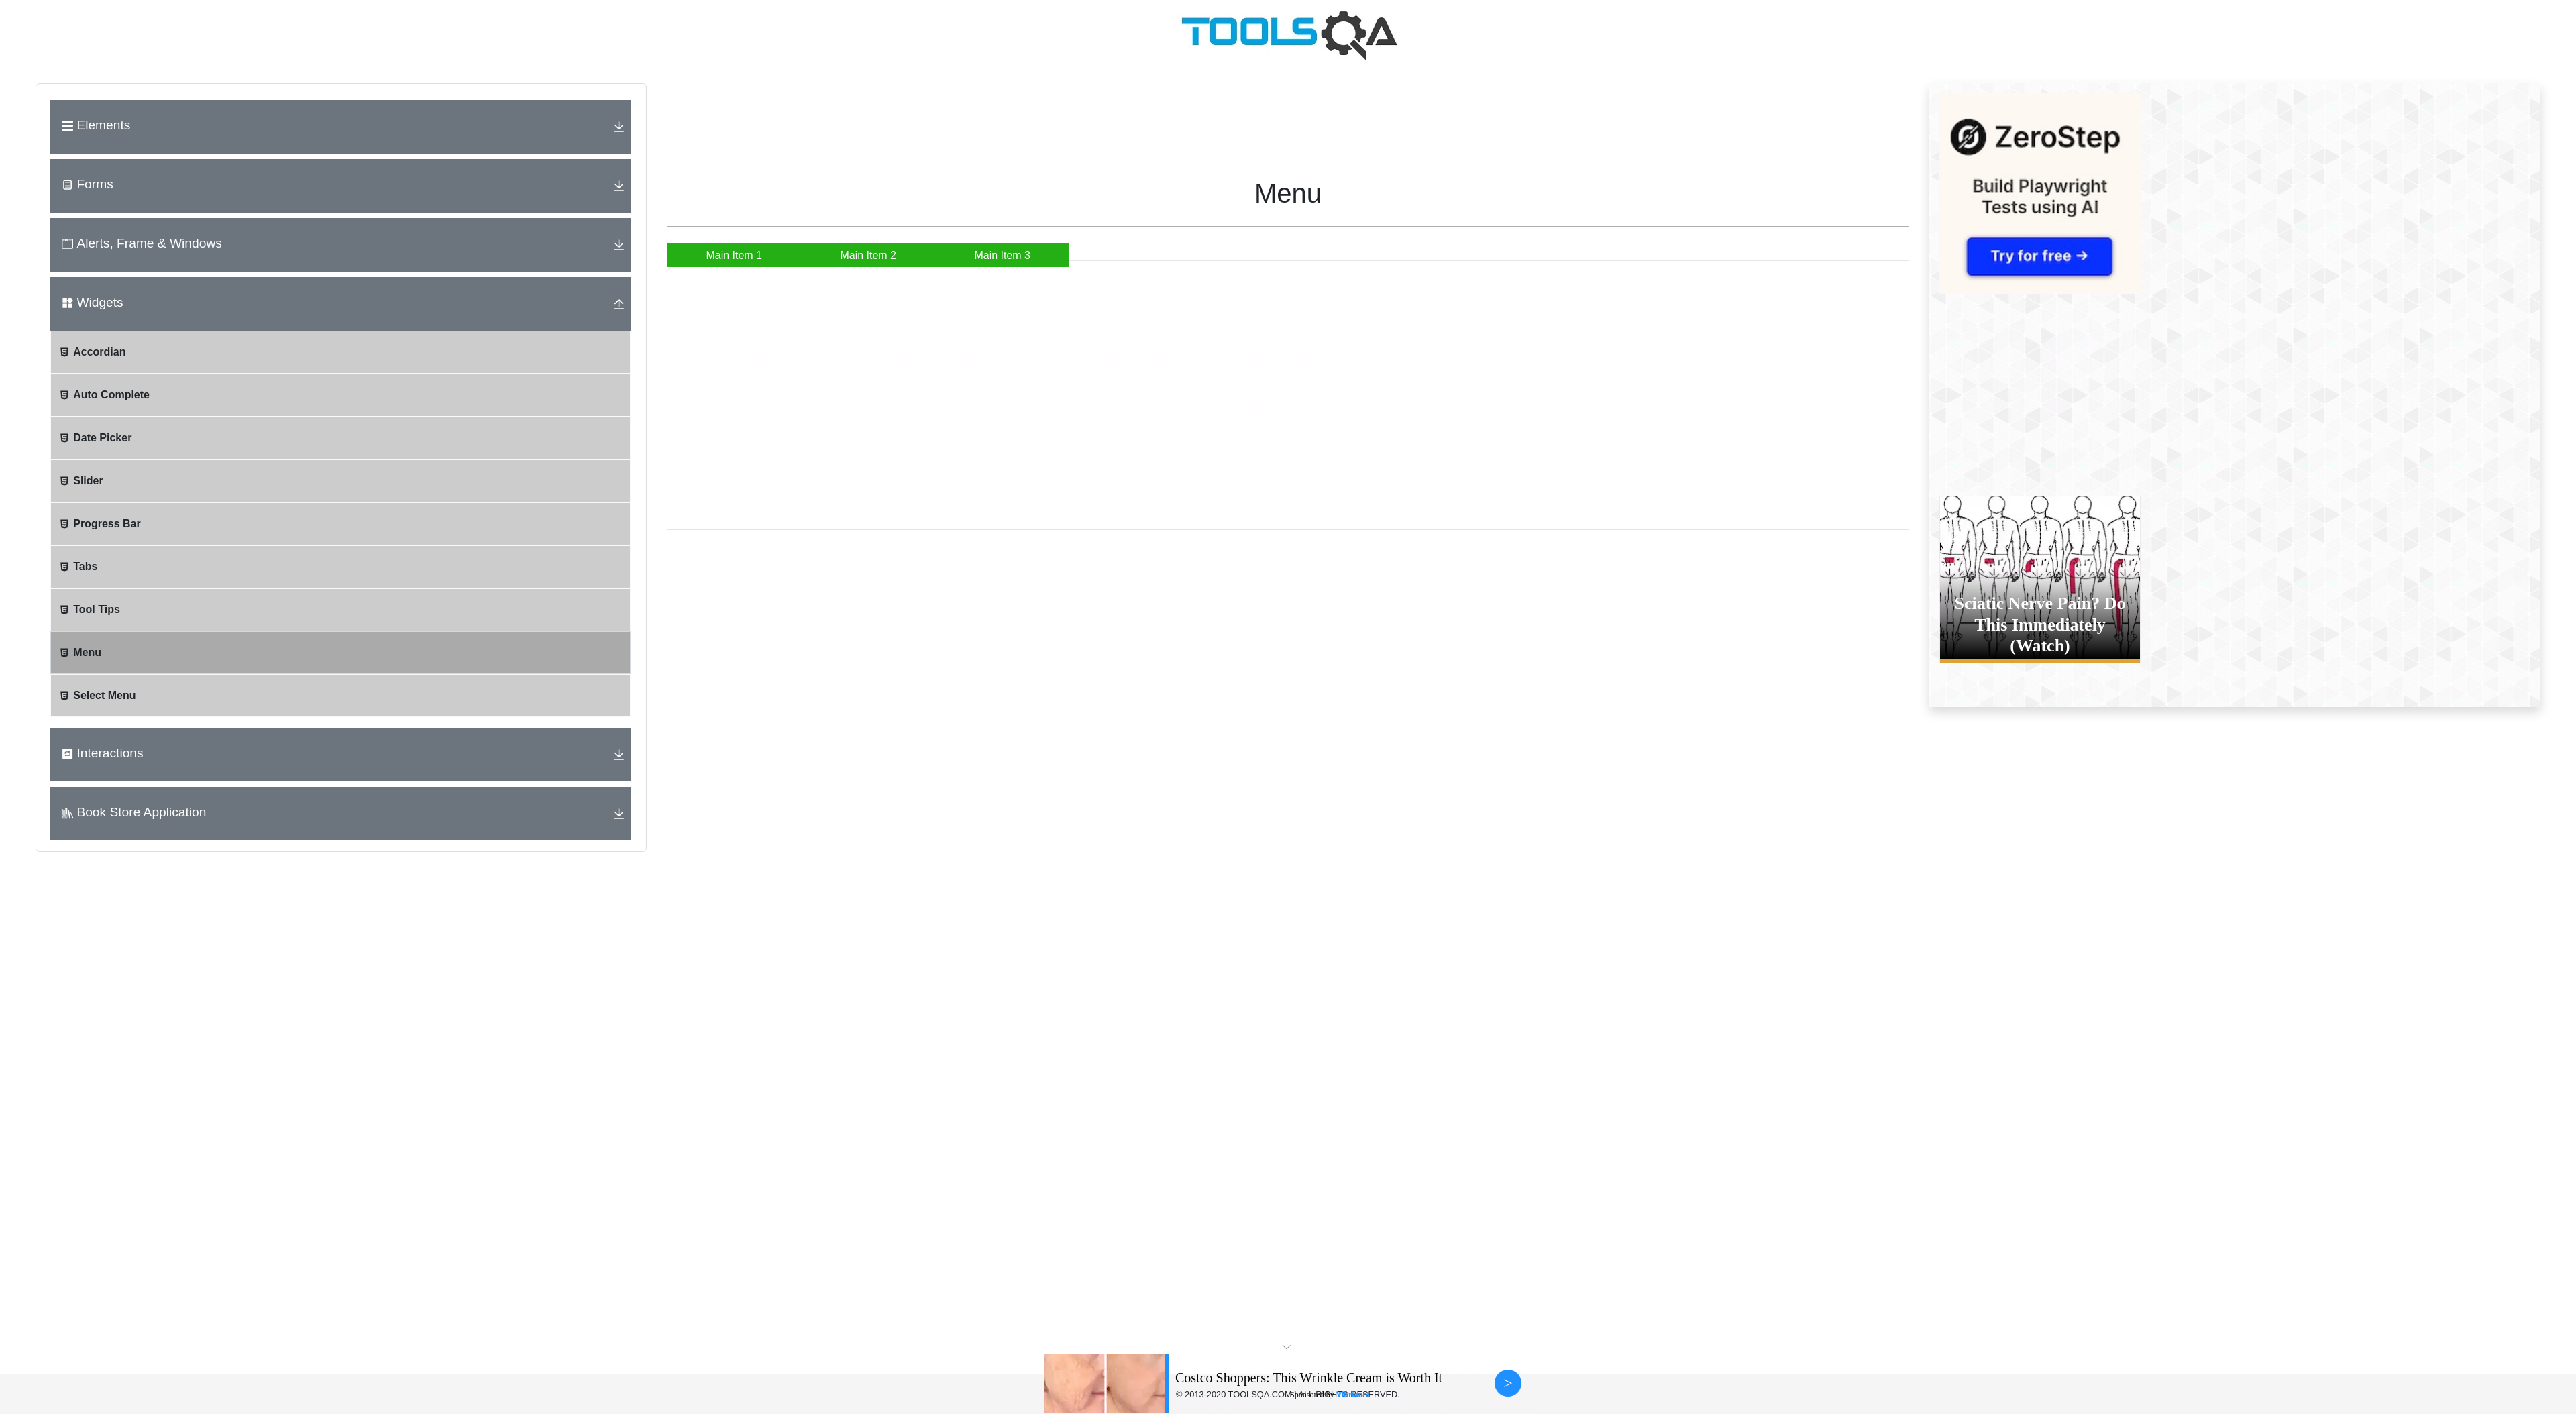 TOOLSQA
Elements
Forms
Alerts, Frame & Windows
Widgets
Accordian
Auto Complete
Date Picker
Slider
Progress Bar
Tabs
Tool Tips
Menu
Select Menu
Interactions
Book Store Application
Menu
Main Item 1
Main Item 2
Main Item 3
ZeroStep
Build Playwright
Tests using AI
Try for free →
Sciatic Nerve Pain? Do
This Immediately
(Watch)
Costco Shoppers: This Wrinkle Cream is Worth It
>
© 2013-2020 TOOLSQA.COM | ALL RIGHTS RESERVED.